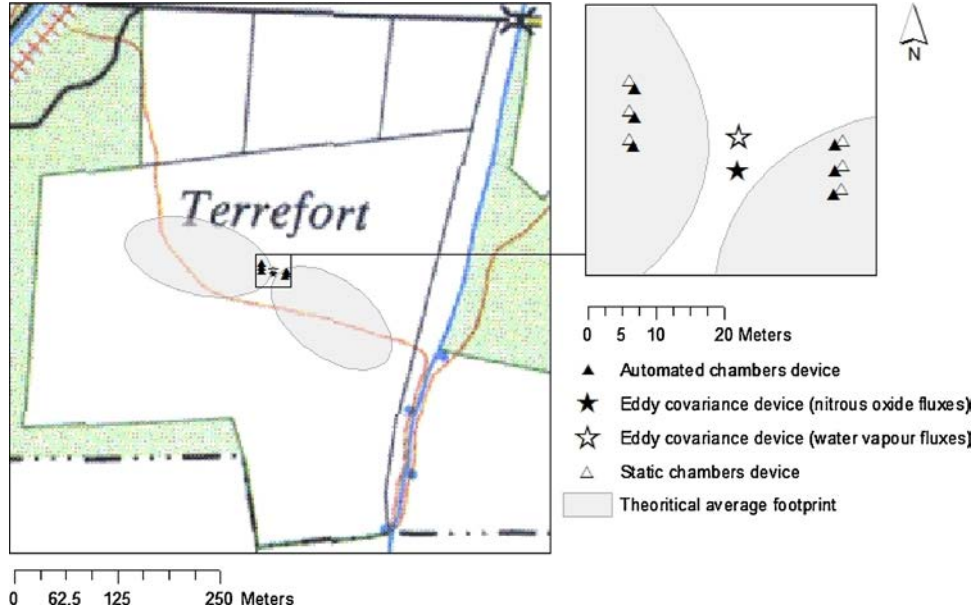 Terrefort
N
0 5 10 20 Meters
Automated chambers device
Eddy covariance device (nitrous oxide fluxes)
Eddy covariance device (water vapour fluxes)
Static chambers device
Theoritical average footprint
0 62.5 125 250 Meters